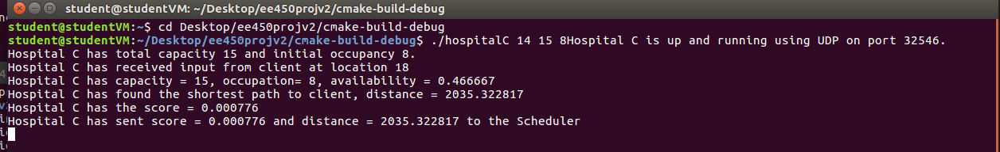 student@studentVM: ~/Desktop/ee450projv2/cmake-build-debug
student@studentVM:~$ cd Desktop/ee450projv2/cmake-build-debug
student@studentVM:~/Desktop/ee450projv2/cmake-build-debug$ ./hospitalC 14 15 8Hospital C is up and running using UDP on port 32546.
Hospital C has total capacity 15 and initial occupancy 8.
Hospital C has received input from client at location 18
Hospital C has capacity = 15, occupation= 8, availability = 0.466667
Hospital C has found the shortest path to client, distance = 2035.322817
Hospital C has the score = 0.000776
Hospital C has sent score = 0.000776 and distance = 2035.322817 to the Scheduler